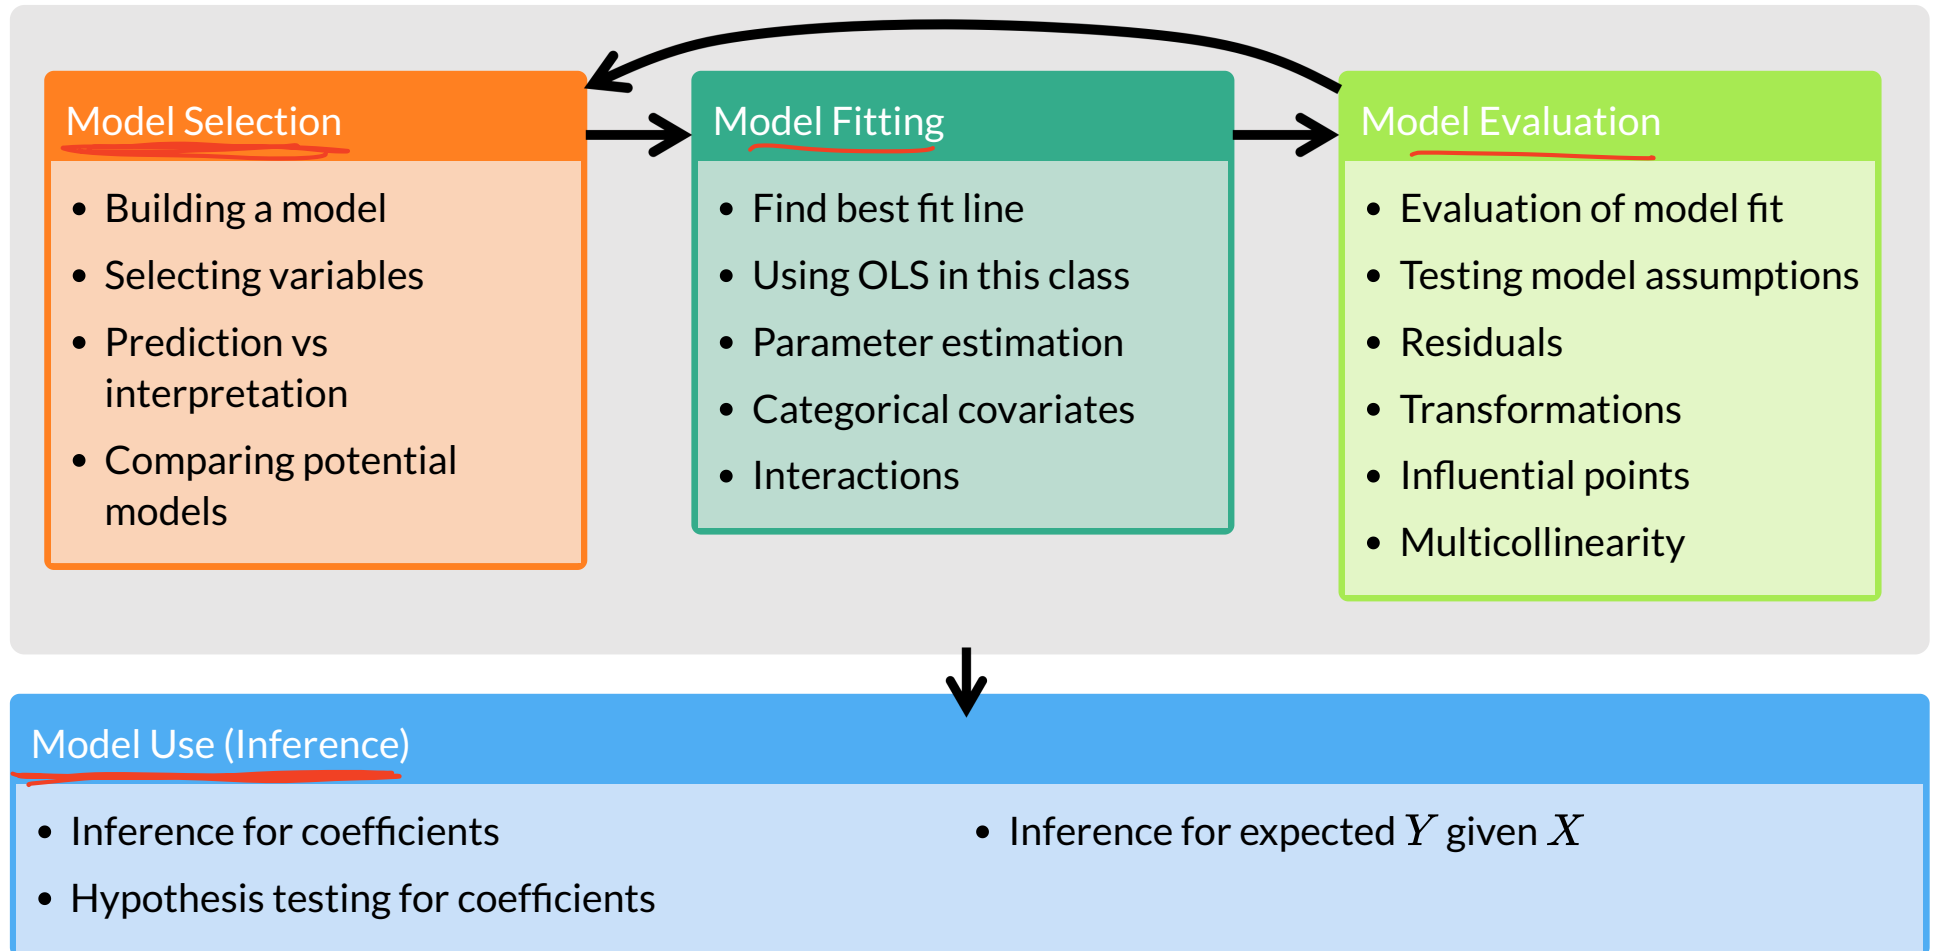 Model Selection
• Building a model
• Selecting variables
• Prediction vs
interpretation
• Comparing potential
models
Model Fitting
• Find best fit line
• Using OLS in this class
• Parameter estimation
• Categorical covariates
• Interactions
Model Evaluation
• Evaluation of model fit
• Testing model assumptions
• Residuals
• Transformations
• Influential points
• Multicollinearity
Model Use (Inference)
• Inference for coefficients
• Hypothesis testing for coefficients
• Inference for expected Y given X